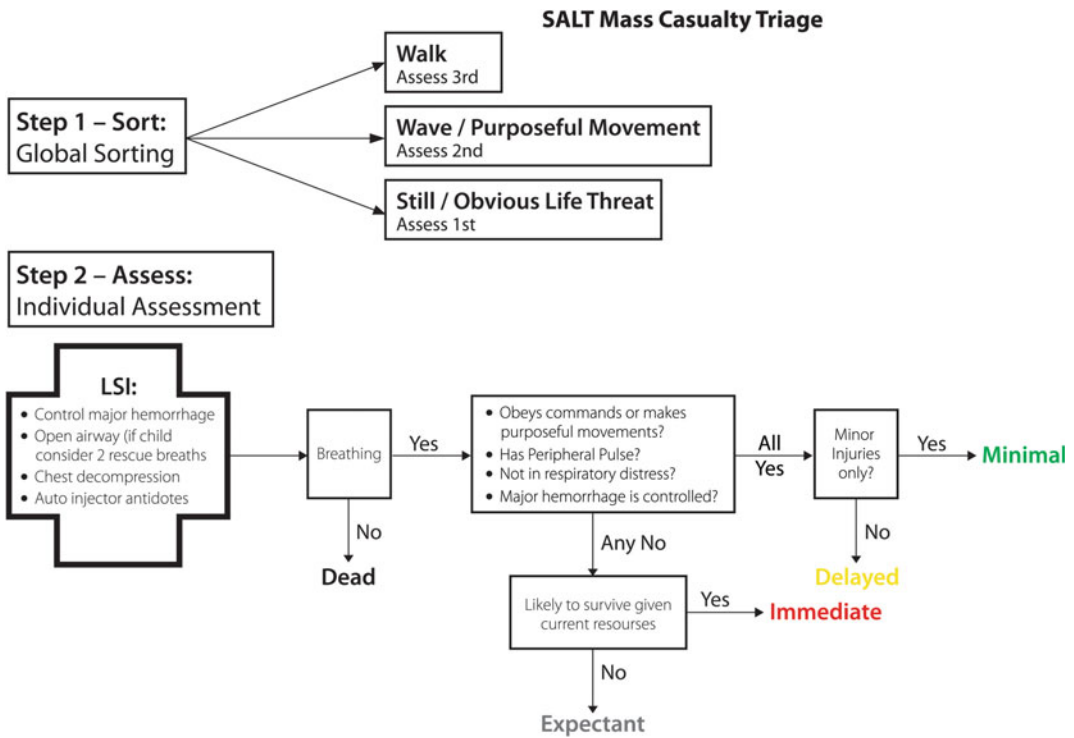 SALT Mass Casualty Triage
Step 1 – Sort:
Global Sorting
Walk
Assess 3rd
Wave / Purposeful Movement
Assess 2nd
Still / Obvious Life Threat
Assess 1st
Step 2 – Assess:
Individual Assessment
LSI:
• Control major hemorrhage
• Open airway (if child
consider 2 rescue breaths
• Chest decompression
• Auto injector antidotes
Breathing
Yes
No
Dead
• Obeys commands or makes
purposeful movements?
• Has Peripheral Pulse?
• Not in respiratory distress?
• Major hemorrhage is controlled?
All
Yes
Minor
Injuries
only?
Yes
Minimal
No
Delayed
Any No
Likely to survive given
current resourses
Yes
Immediate
No
Expectant